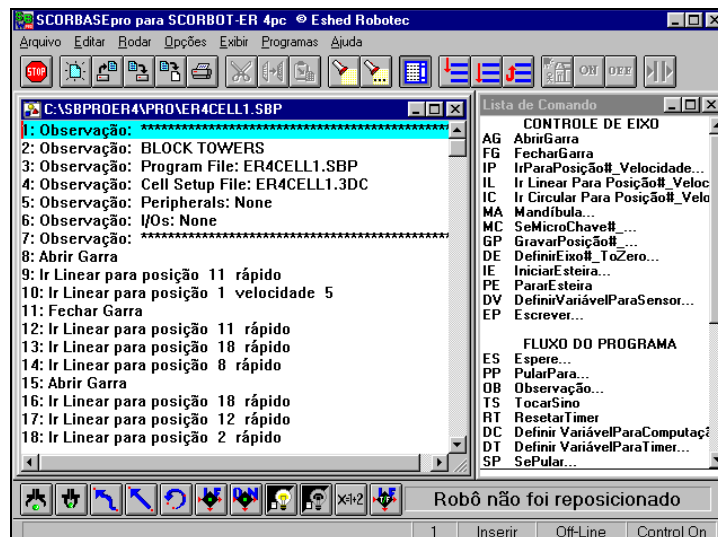 SCORBASEpro para SCORBOT-ER 4pc © Eshed Robotec
Arquivo Editar Rodar Opções Exibir Programas Ajuda
STOP
ON OFF
C:\SBPROER4\PRO\ER4CELL1.SBP
1: Observação: ******************************************
2: Observação: BLOCK TOWERS
3: Observação: Program File: ER4CELL1.SBP
4: Observação: Cell Setup File: ER4CELL1.3DC
5: Observação: Peripherals: None
6: Observação: I/Os: None
7: Observação: ******************************************
8: Abrir Garra
9: Ir Linear para posição 11 rápido
10: Ir Linear para posição 1 velocidade 5
11: Fechar Garra
12: Ir Linear para posição 11 rápido
13: Ir Linear para posição 18 rápido
14: Ir Linear para posição 8 rápido
15: Abrir Garra
16: Ir Linear para posição 18 rápido
17: Ir Linear para posição 12 rápido
18: Ir Linear para posição 2 rápido
Lista de Comando
CONTROLE DE EIXO
AG AbrirGarra
FG FecharGarra
IP IrParaPosição#_Velocidade...
IL Ir Linear Para Posição#_Veloc
IC Ir Circular Para Posição#_Velo
MA Mandíbula...
MC SeMicroChave#_...
GP GravarPosição#_...
DE DefinirEixo#_ToZero...
IE IniciarEsteira...
PE PararEsteira
DV DefinirVariávelParaSensor...
EP Escrever...
FLUXO DO PROGRAMA
ES Espere...
PP PularPara...
OB Observação...
TS TocarSino
RT ResetarTimer
DC Definir VariávelParaComputaçã
DT Definir VariávelParaTimer...
SP SePular...
X=1+2
Robô não foi reposicionado
1 Inserir Off-Line Control On